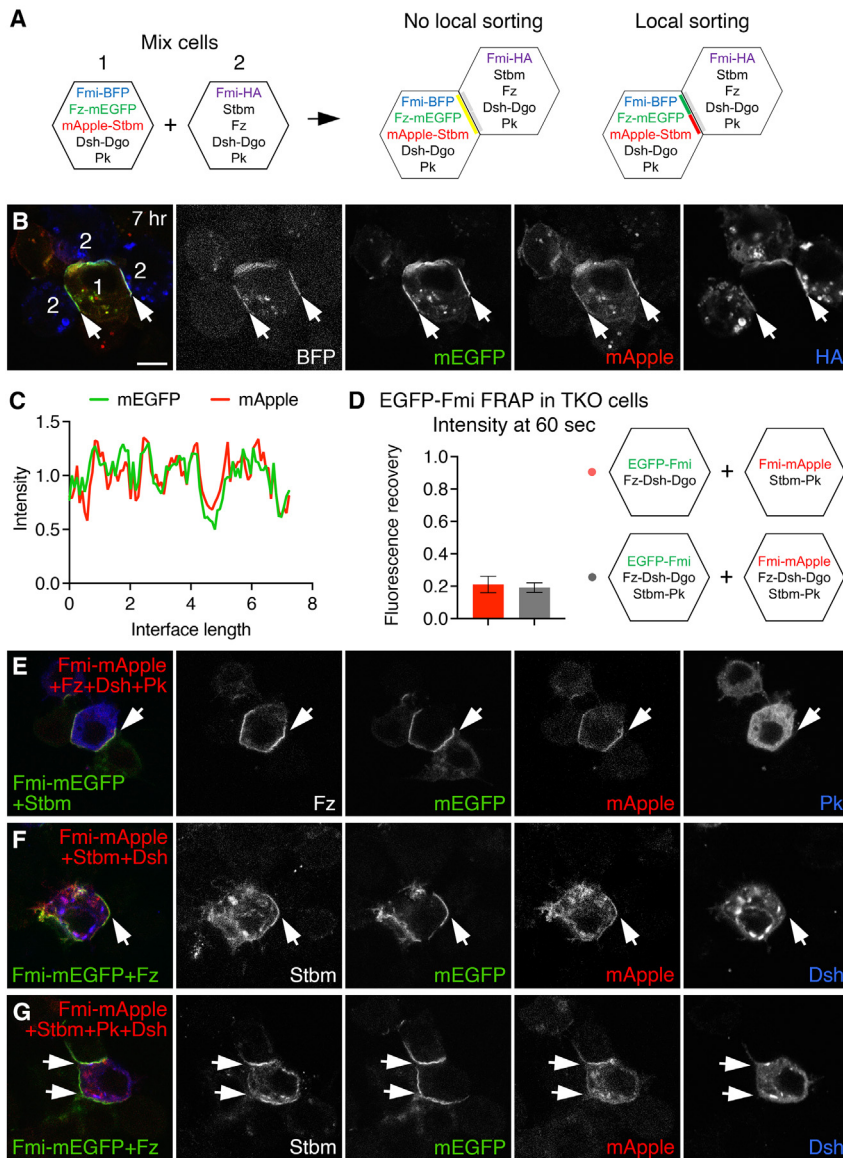 A
Mix cells
No local sorting
Local sorting
1
2
Fmi-BFP
Fz-mEGFP
mApple-Stbm
Dsh-Dgo
Pk
+
Fmi-HA
Stbm
Fz
Dsh-Dgo
Pk
Fmi-BFP
Fz-mEGFP
mApple-Stbm
Dsh-Dgo
Pk
Fmi-HA
Stbm
Fz
Dsh-Dgo
Pk
Fmi-BFP
Fz-mEGFP
mApple-Stbm
Dsh-Dgo
Pk
Fmi-HA
Stbm
Fz
Dsh-Dgo
Pk
B
7 hr
2
2
1
2
BFP
mEGFP
mApple
HA
C
mEGFP
mApple
Intensity
1.5
1.0
0.5
0.0
0
2
4
6
8
Interface length
D
EGFP-Fmi FRAP in TKO cells
Intensity at 60 sec
Fluorescence recovery
1.0
0.8
0.6
0.4
0.2
0.0
EGFP-Fmi
Fz-Dsh-Dgo
+
Fmi-mApple
Stbm-Pk
EGFP-Fmi
Fz-Dsh-Dgo
Stbm-Pk
+
Fmi-mApple
Fz-Dsh-Dgo
Stbm-Pk
E
Fmi-mApple
+Fz+Dsh+Pk
Fmi-mEGFP
+Stbm
Fz
mEGFP
mApple
Pk
F
Fmi-mApple
+Stbm+Dsh
Fmi-mEGFP+Fz
Stbm
mEGFP
mApple
Dsh
G
Fmi-mApple
+Stbm+Pk+Dsh
Fmi-mEGFP+Fz
Stbm
mEGFP
mApple
Dsh